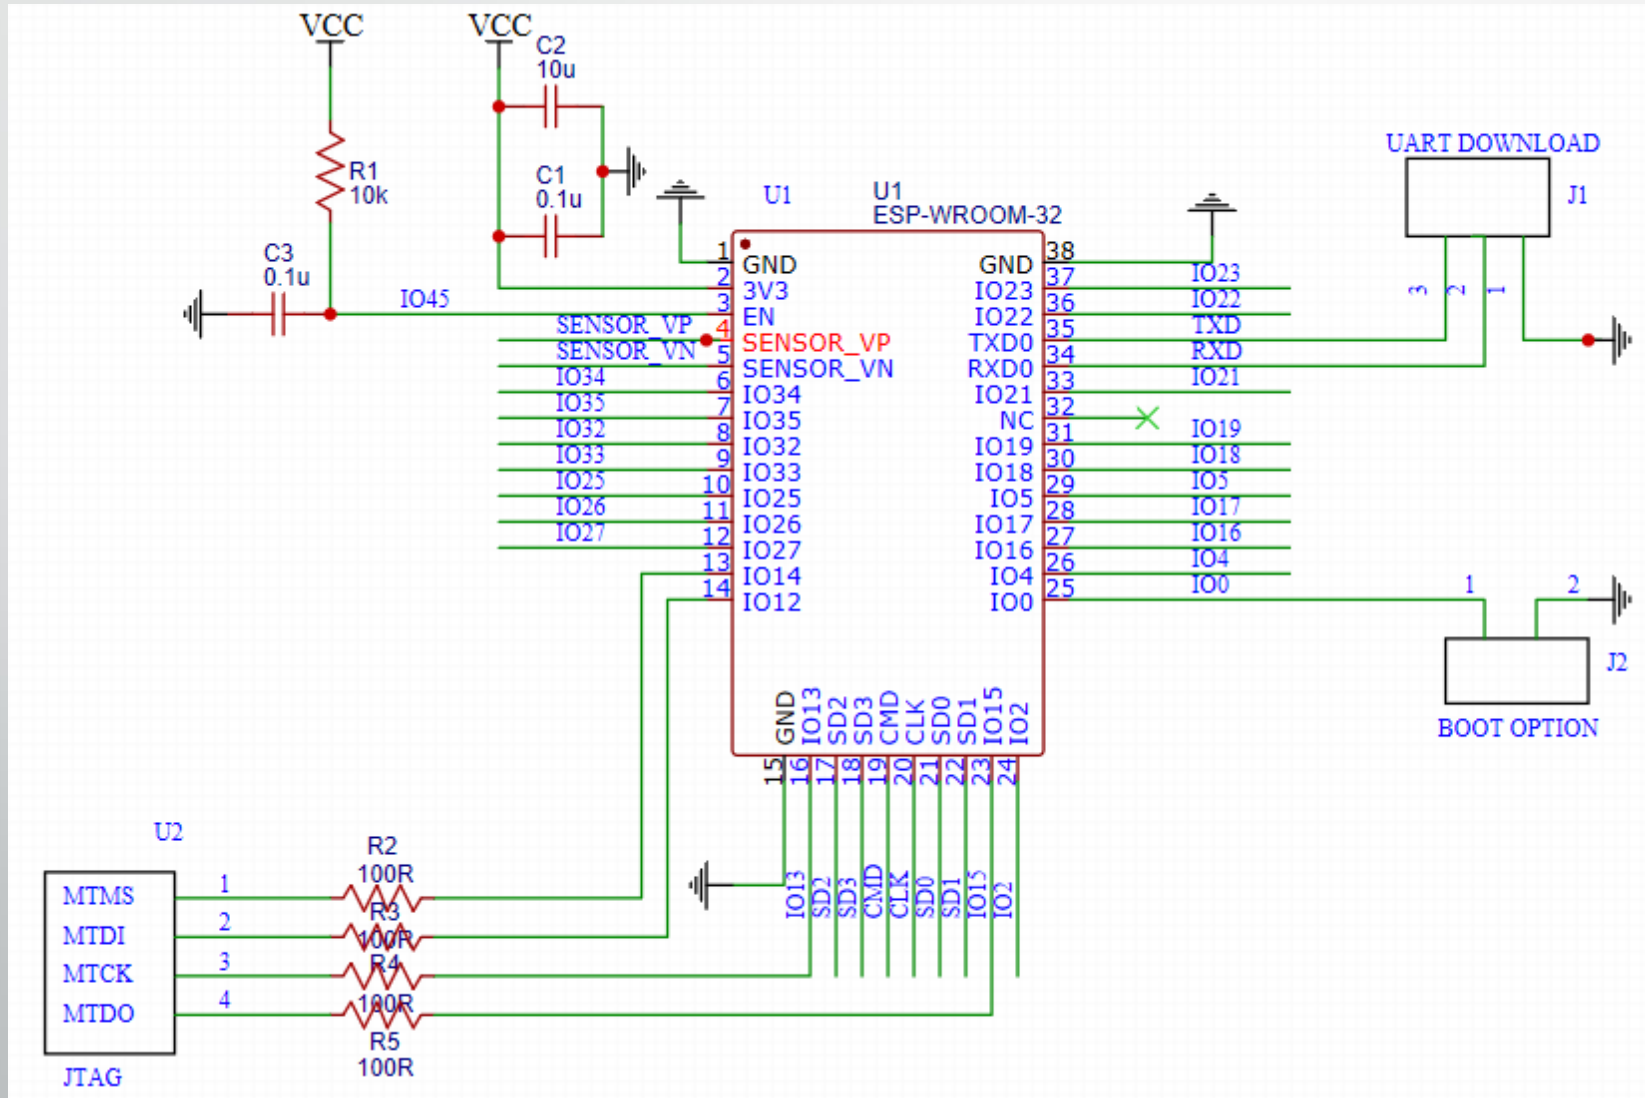 VCC
VCC
C2
10u
R1
10k
C1
0.1u
C3
0.1u
IO45
SENSOR_VP
SENSOR_VN
IO34
IO35
IO32
IO33
IO25
IO26
IO27
U1
U1
ESP-WROOM-32
1 GND
2 3V3
3 EN
4 SENSOR_VP
5 SENSOR_VN
6 IO34
7 IO35
8 IO32
9 IO33
10 IO25
11 IO26
12 IO27
13 IO14
14 IO12
GND 38
IO23 37
IO22 36
TXD0 35
RXD0 34
IO21 33
NC 32
IO19 31
IO18 30
IO5 29
IO17 28
IO16 27
IO4 26
IO0 25
IO23
IO22
TXD
RXD
IO21
IO19
IO18
IO5
IO17
IO16
IO4
IO0
UART DOWNLOAD
J1
3
2
1
1
2
J2
BOOT OPTION
GND 15
IO13 16
SD2 17
SD3 18
CMD 19
CLK 20
SD0 21
SD1 22
IO15 23
IO2 24
IO13
SD2
SD3
CMD
CLK
SD0
SD1
IO15
IO2
U2
MTMS 1
MTDI 2
MTCK 3
MTDO 4
JTAG
R2
100R
R3
100R
R4
100R
R5
100R